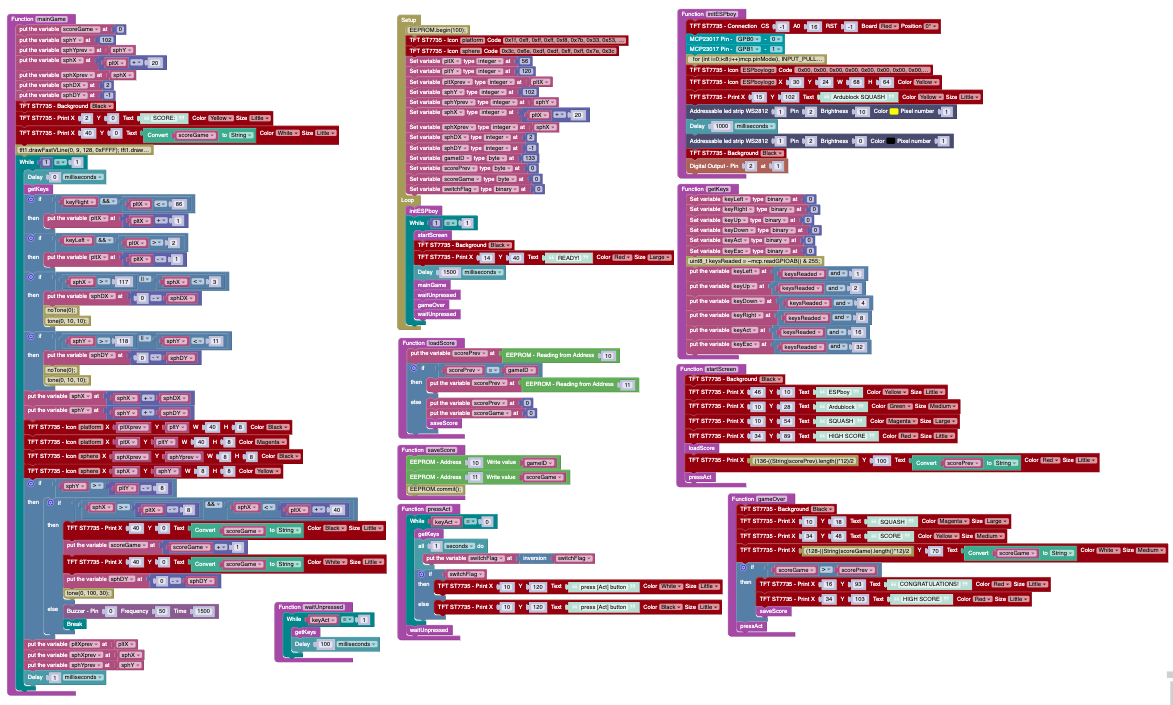 Function mainGame
put the variable scoreGame at 0
put the variable sphY at 102
put the variable sphYprev at sphY
put the variable sphX at pltX + 20
put the variable sphXprev at sphX
put the variable sphDX at 2
put the variable sphDY at -1
TFT ST7735 - Background Black
TFT ST7735 - Print X 2 Y 0 Text SCORE: Color Yellow Size Little
TFT ST7735 - Print X 40 Y 0 Text Convert scoreGame to String Color White Size Little
tft1.drawFastVLine(0, 9, 128, 0xFFFF); tft1.draw...
While 1 = 1
Delay 0 milliseconds
getKeys
if keyRight && pltX < 86
then put the variable pltX at pltX + 1
if keyLeft && pltX > 2
then put the variable pltX at pltX - 1
if sphX > 117 || sphX < 3
then put the variable sphDX at 0 - sphDX
noTone(0);
tone(0, 10, 10);
if sphY > 118 || sphY < 11
then put the variable sphDY at 0 - sphDY
noTone(0);
tone(0, 10, 10);
put the variable sphX at sphX + sphDX
put the variable sphY at sphY + sphDY
TFT ST7735 - Icon platform X pltXprev Y pltY W 40 H 8 Color Black
TFT ST7735 - Icon platform X pltX Y pltY W 40 H 8 Color Magenta
TFT ST7735 - Icon sphere X sphXprev Y sphYprev W 8 H 8 Color Black
TFT ST7735 - Icon sphere X sphX Y sphY W 8 H 8 Color Yellow
if sphY > pltY - 8
then if sphX > pltX - 8 && sphX < pltX + 40
then TFT ST7735 - Print X 40 Y 0 Text Convert scoreGame to String Color Black Size Little
put the variable scoreGame at scoreGame + 1
TFT ST7735 - Print X 40 Y 0 Text Convert scoreGame to String Color White Size Little
put the variable sphDY at 0 - sphDY
tone(0, 100, 30);
else Buzzer - Pin 0 Frequency 50 Time 1500
Break
put the variable pltXprev at pltX
put the variable sphXprev at sphX
put the variable sphYprev at sphY
Delay 1 milliseconds
Function waitUnpressed
While keyAct = 1
getKeys
Delay 100 milliseconds
Setup
EEPROM.begin(100);
TFT ST7735 - Icon platform Code
TFT ST7735 - Icon sphere Code
Set variable pltX type integer 56
Set variable pltY type integer 120
Set variable pltXprev type integer pltX
Set variable sphY type integer 102
Set variable sphYprev type integer sphY
Set variable sphX type integer pltX + 20
Set variable sphXprev type integer sphX
Set variable sphDX type integer 2
Set variable sphDY type integer -1
Set variable gameID type byte 133
Set variable scorePrev type byte 0
Set variable scoreGame type byte 0
Set variable switchFlag type binary 0
Loop
initESPboy
While 1 = 1
startScreen
TFT ST7735 - Background Black
TFT ST7735 - Print X 14 Y 40 Text READY! Color Red Size Large
Delay 1500 milliseconds
mainGame
waitUnpressed
gameOver
waitUnpressed
Function loadScore
put the variable scorePrev at EEPROM - Reading from Address 10
if scorePrev = gameID
then put the variable scorePrev at EEPROM - Reading from Address 11
else put the variable scorePrev at 0
put the variable scoreGame at 0
saveScore
Function saveScore
EEPROM - Address 10 Write value gameID
EEPROM - Address 11 Write value scoreGame
EEPROM.commit();
Function pressAct
While keyAct = 0
getKeys
all 1 seconds do
put the variable switchFlag at inversion switchFlag
if switchFlag
then TFT ST7735 - Print X 10 Y 120 Text press [Act] button Color White Size Little
else TFT ST7735 - Print X 10 Y 120 Text press [Act] button Color Black Size Little
waitUnpressed
Function initESPboy
TFT ST7735 - Connection CS -1 A0 16 RST -1 Board Red Position 0°
MCP23017 Pin - GPB0 - 0
MCP23017 Pin - GPB1 - 1
for (int i=0;i<8;i++)mcp.pinMode(i, INPUT_PULL...
TFT ST7735 - Icon ESPboylogo Code 0x00, 0x00, 0x00, 0x00, 0x00, 0x00, 0x00,...
TFT ST7735 - Icon ESPboylogo X 30 Y 24 W 68 H 64 Color Yellow
TFT ST7735 - Print X 15 Y 102 Text Ardublock SQUASH Color Yellow Size Little
Addressable led strip WS2812 1 Pin 2 Brightness 10 Color Pixel number 1
Delay 1000 milliseconds
Addressable led strip WS2812 1 Pin 2 Brightness 0 Color Pixel number 1
TFT ST7735 - Background Black
Digital Output - Pin 2 at 1
Function getKeys
Set variable keyLeft type binary 0
Set variable keyRight type binary 0
Set variable keyUp type binary 0
Set variable keyDown type binary 0
Set variable keyAct type binary 0
Set variable keyEsc type binary 0
uint8_t keysReaded = ~mcp.readGPIOAB() & 255;
put the variable keyLeft at keysReaded and 1
put the variable keyUp at keysReaded and 2
put the variable keyDown at keysReaded and 4
put the variable keyRight at keysReaded and 8
put the variable keyAct at keysReaded and 16
put the variable keyEsc at keysReaded and 32
Function startScreen
TFT ST7735 - Background Black
TFT ST7735 - Print X 46 Y 10 Text ESPboy Color Yellow Size Little
TFT ST7735 - Print X 10 Y 28 Text Ardublock Color Green Size Medium
TFT ST7735 - Print X 10 Y 54 Text SQUASH Color Magenta Size Large
TFT ST7735 - Print X 34 Y 89 Text HIGH SCORE Color Red Size Little
loadScore
TFT ST7735 - Print X (136-((String)scorePrev).length()*12)/2 Y 100 Text Convert scorePrev to String Color Red Size Little
pressAct
Function gameOver
TFT ST7735 - Background Black
TFT ST7735 - Print X 10 Y 18 Text SQUASH Color Magenta Size Large
TFT ST7735 - Print X 34 Y 48 Text SCORE Color Yellow Size Medium
TFT ST7735 - Print X (128-((String)scoreGame).length()*12)/2 Y 70 Text Convert scoreGame to String Color White Size Medium
if scoreGame > scorePrev
then TFT ST7735 - Print X 16 Y 93 Text CONGRATULATIONS! Color Red Size Little
TFT ST7735 - Print X 34 Y 103 Text HIGH SCORE Color Red Size Little
saveScore
pressAct